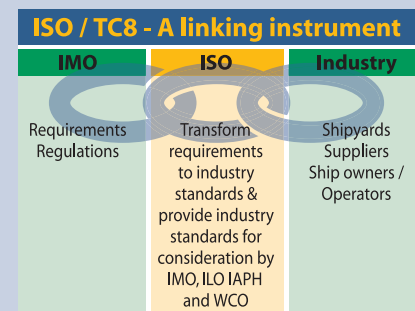 ISO / TC8 - A linking instrument
IMO
Requirements
Regulations
ISO
Transform
requirements
to industry
standards &
provide industry
standards for
consideration by
IMO, ILO IAPH
and WCO
Industry
Shipyards
Suppliers
Ship owners /
Operators